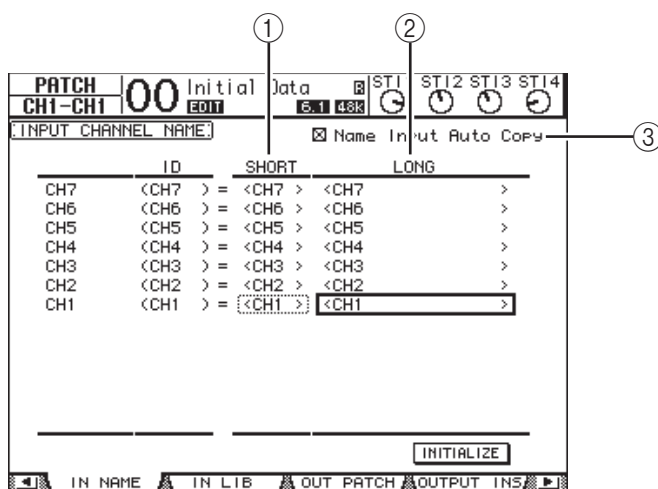 ① ②
PATCH 00 Initial Data R ST1 ST12 ST13 ST14
CH1-CH1 EDIT 6.1 48K
INPUT CHANNEL NAME ☒ Name Input Auto Copy ③
ID SHORT LONG
CH7 (CH7 ) = <CH7 > <CH7 >
CH6 (CH6 ) = <CH6 > <CH6 >
CH5 (CH5 ) = <CH5 > <CH5 >
CH4 (CH4 ) = <CH4 > <CH4 >
CH3 (CH3 ) = <CH3 > <CH3 >
CH2 (CH2 ) = <CH2 > <CH2 >
CH1 (CH1 ) = <CH1 > <CH1 >
INITIALIZE
IN NAME IN LIB OUT PATCH OUTPUT INS